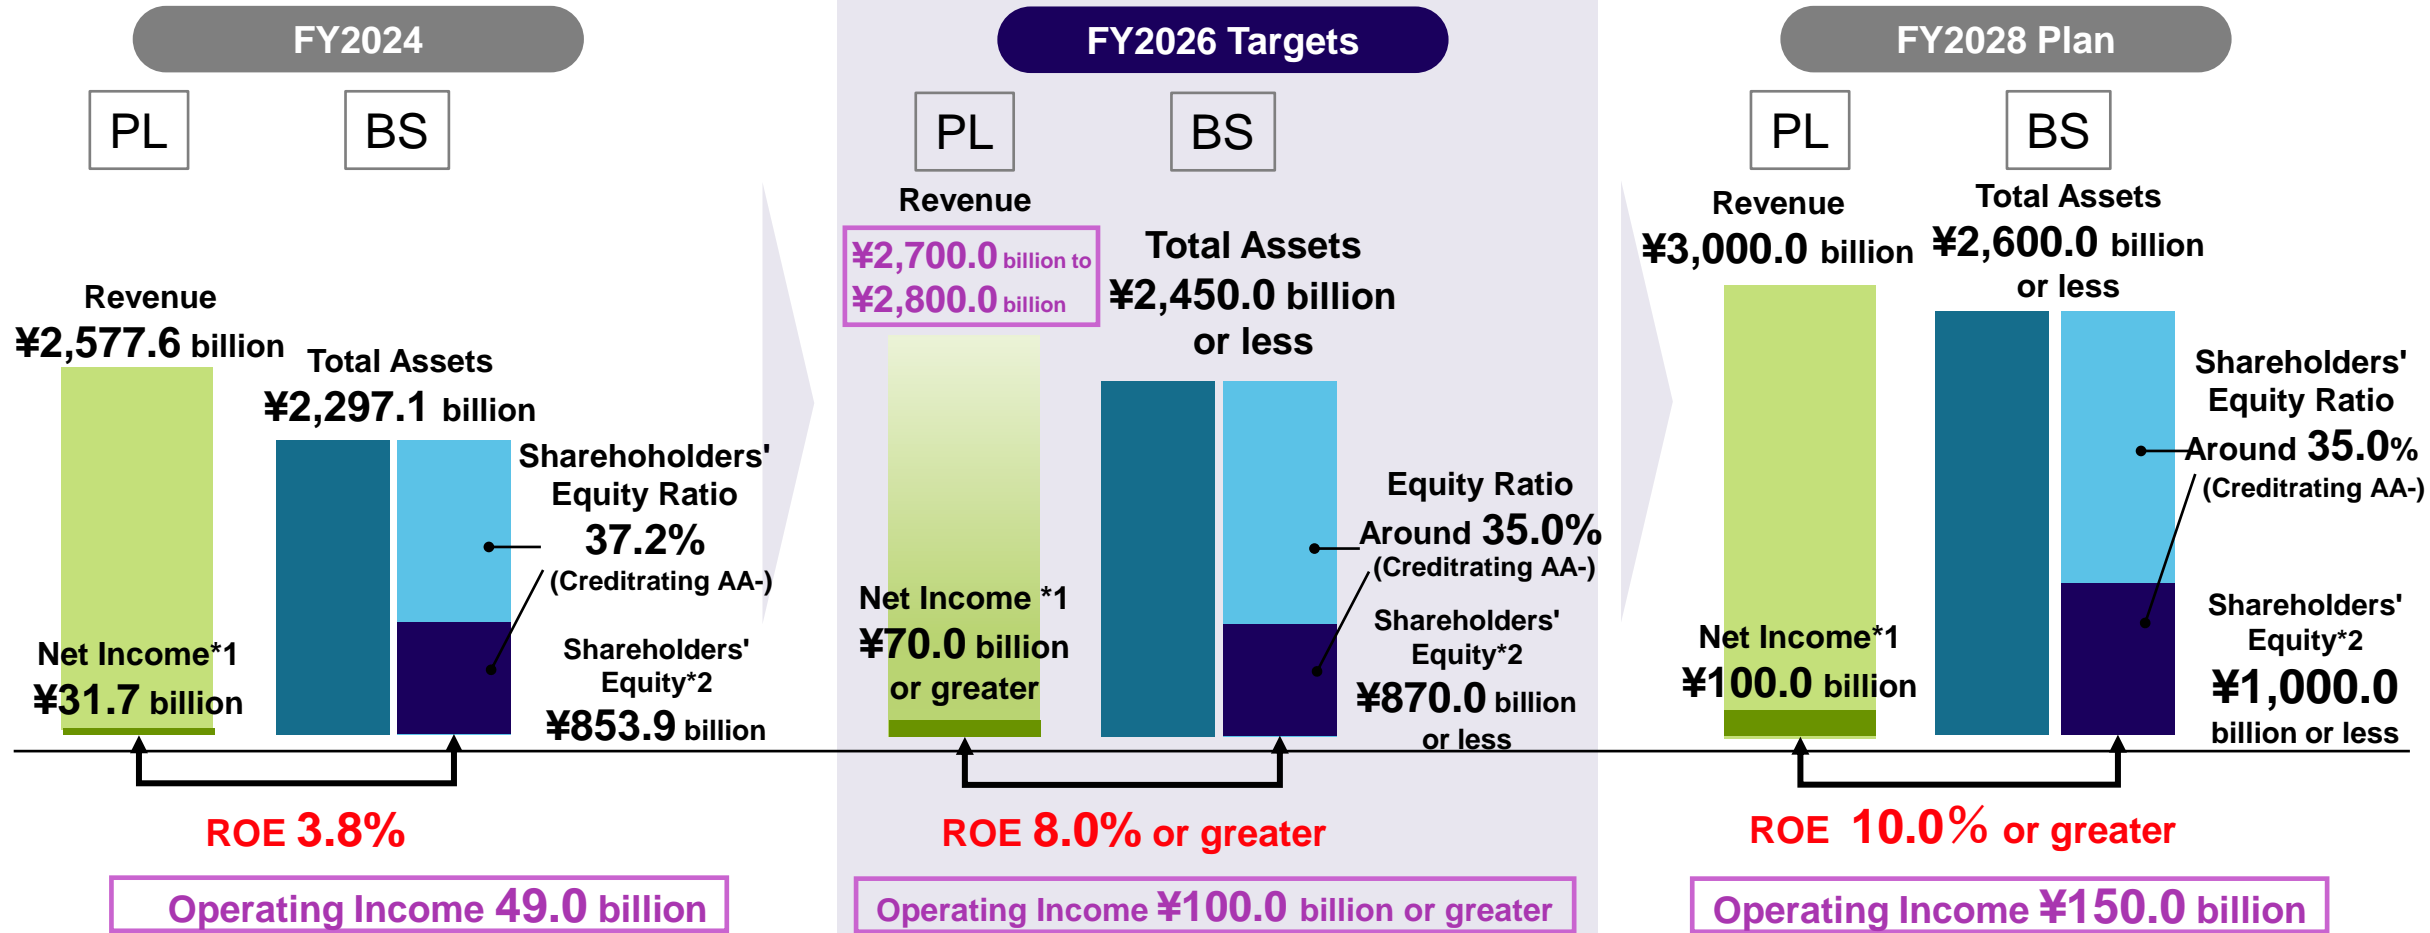 FY2024
PL
BS
Revenue
¥2,577.6 billion
Total Assets
¥2,297.1 billion
Sharehoholders'
Equity Ratio
37.2%
(Creditrating AA-)
Net Income*1
¥31.7 billion
Shareholders'
Equity*2
¥853.9 billion
ROE 3.8%
Operating Income 49.0 billion
FY2026 Targets
PL
BS
Revenue
¥2,700.0 billion to
¥2,800.0 billion
Total Assets
¥2,450.0 billion
or less
Equity Ratio
Around 35.0%
(Creditrating AA-)
Net Income *1
¥70.0 billion
or greater
Shareholders'
Equity*2
¥870.0 billion
or less
ROE 8.0% or greater
Operating Income ¥100.0 billion or greater
FY2028 Plan
PL
BS
Revenue
¥3,000.0 billion
Total Assets
¥2,600.0 billion
or less
Shareholders'
Equity Ratio
Around 35.0%
(Creditrating AA-)
Net Income*1
¥100.0 billion
Shareholders'
Equity*2
¥1,000.0
billion or less
ROE 10.0% or greater
Operating Income ¥150.0 billion